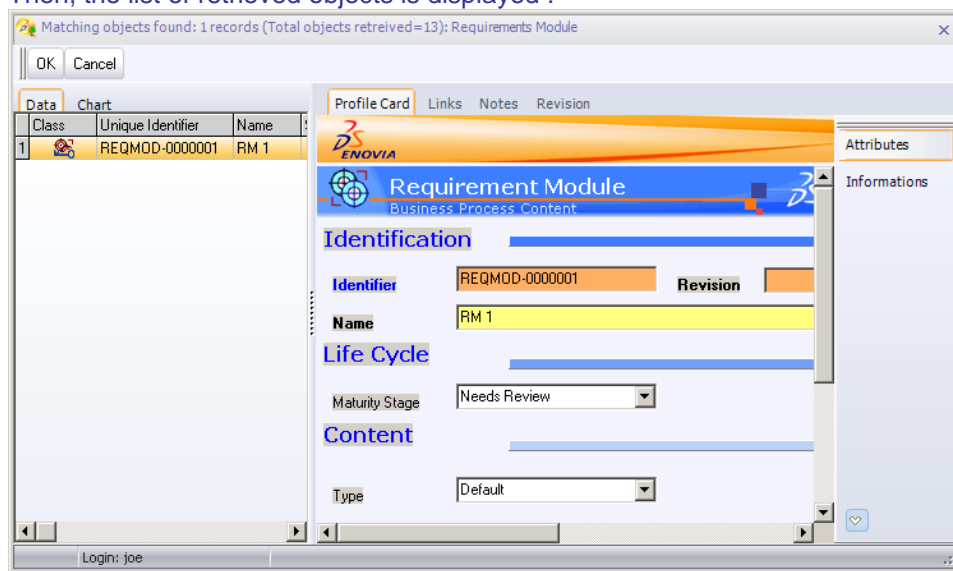 Then, the list of retrieved objects is displayed :
Matching objects found: 1 records (Total objects retreived=13): Requirements Module
OK Cancel
Data Chart
Class Unique Identifier Name
1 REQMOD-0000001 RM 1
Profile Card Links Notes Revision
ENOVIA
Requirement Module
Business Process Content
Identification
Identifier REQMOD-0000001 Revision
Name RM 1
Life Cycle
Maturity Stage Needs Review
Content
Type Default
Attributes
Informations
Login: joe